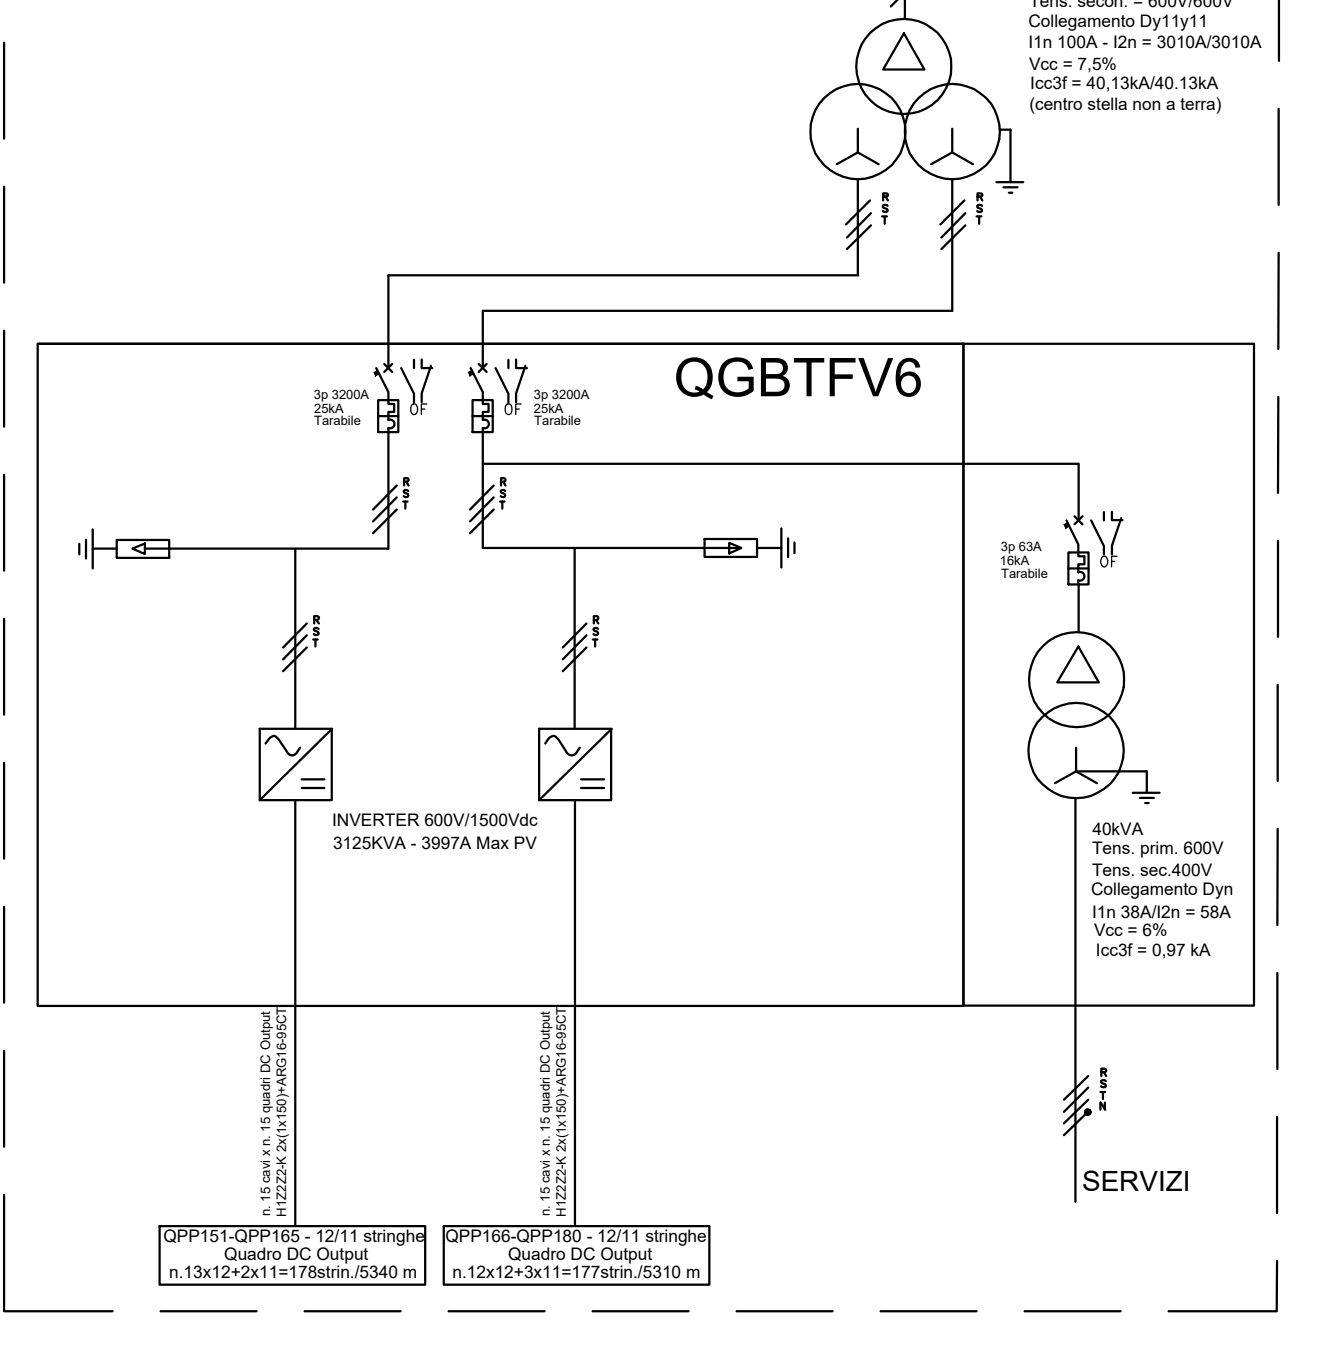 Tens. secon. = 600V/600V
Collegamento Dy11y11
I1n 100A - I2n = 3010A/3010A
Vcc = 7,5%
Icc3f = 40,13kA/40.13kA
(centro stella non a terra)
R
S
T
R
S
T
QGBTFV6
3p 3200A
25kA
Tarabile
OF
3p 3200A
25kA
Tarabile
OF
R
S
T
R
S
T
3p 63A
16kA
Tarabile
OF
R
S
T
R
S
T
INVERTER 600V/1500Vdc
3125KVA - 3997A Max PV
40kVA
Tens. prim. 600V
Tens. sec.400V
Collegamento Dyn
I1n 38A/I2n = 58A
Vcc = 6%
Icc3f = 0,97 kA
n. 15 cavi x n. 15 quadri DC Output
H1Z2Z2-K 2x(1x150)+ARG16-95CT
n. 15 cavi x n. 15 quadri DC Output
H1Z2Z2-K 2x(1x150)+ARG16-95CT
R
S
T
N
SERVIZI
QPP151-QPP165 - 12/11 stringhe
Quadro DC Output
n.13x12+2x11=178strin./5340 m
QPP166-QPP180 - 12/11 stringhe
Quadro DC Output
n.12x12+3x11=177strin./5310 m